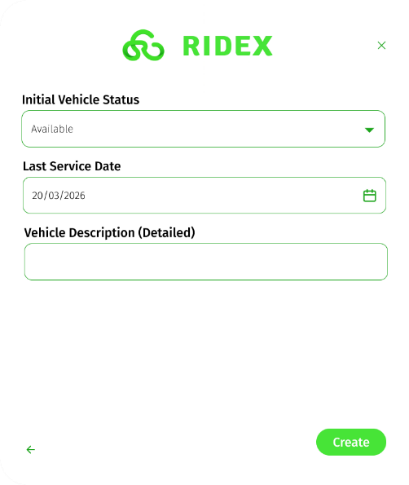 RIDEX
Initial Vehicle Status
Available
Last Service Date
20/03/2026
Vehicle Description (Detailed)
Create